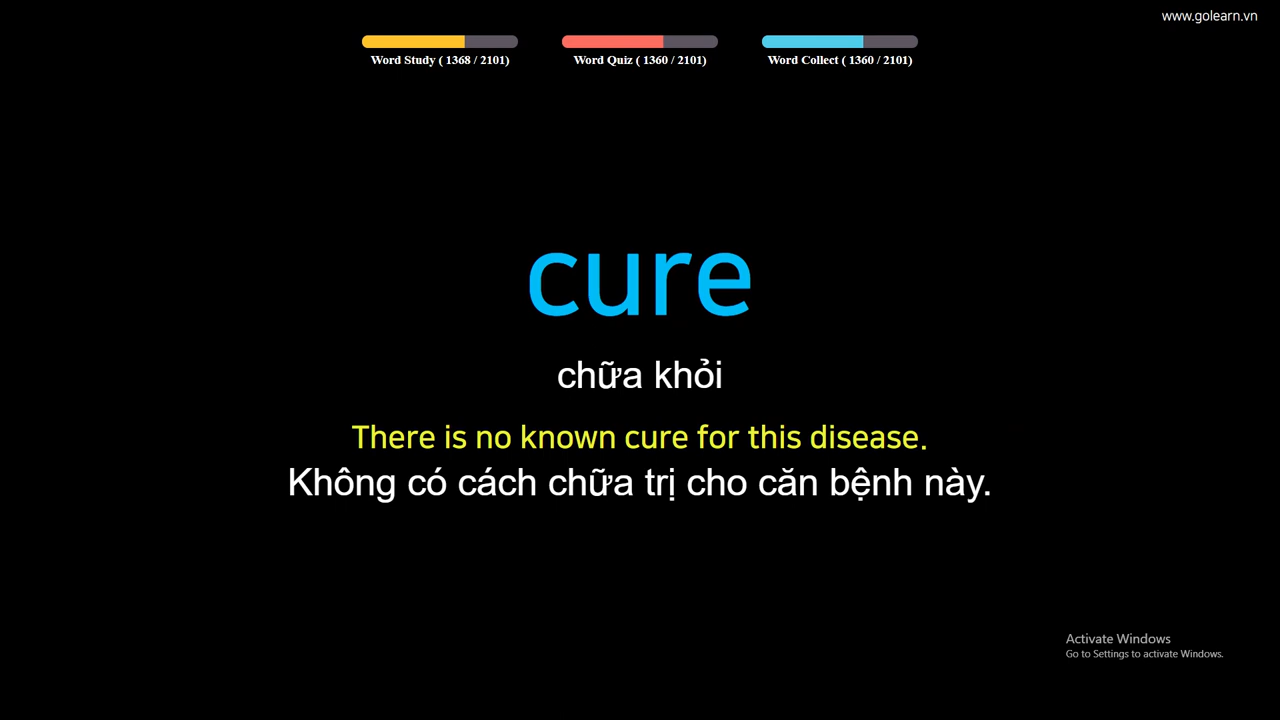 www.golearn.vn
Word Study ( 1368 / 2101)
Word Quiz ( 1360 / 2101)
Word Collect ( 1360 / 2101)
cure
chữa khỏi
There is no known cure for this disease.
Không có cách chữa trị cho căn bệnh này.
Activate Windows
Go to Settings to activate Windows.